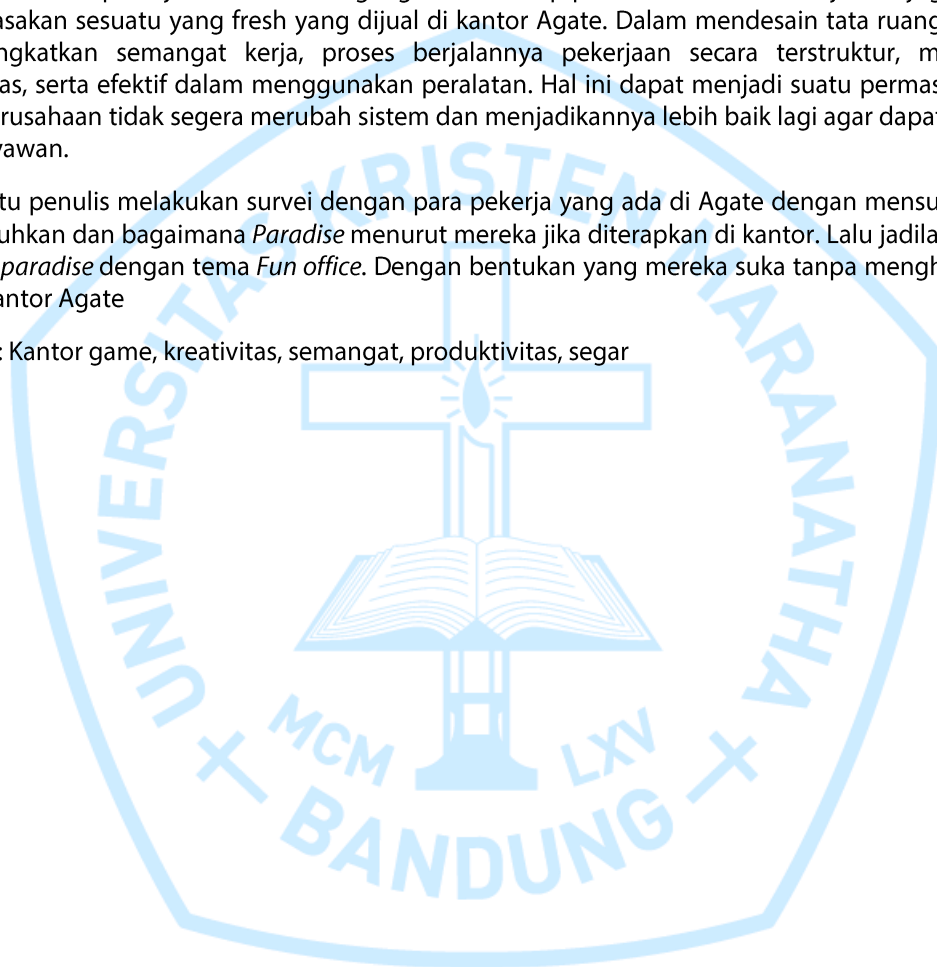 asakan sesuatu yang fresh yang dijual di kantor Agate. Dalam mendesain tata ruang
ngkatkan semangat kerja, proses berjalannya pekerjaan secara terstruktur, m
as, serta efektif dalam menggunakan peralatan. Hal ini dapat menjadi suatu permas
rusahaan tidak segera merubah sistem dan menjadikannya lebih baik lagi agar dapat
yawan.
tu penulis melakukan survei dengan para pekerja yang ada di Agate dengan mensu
uhkan dan bagaimana Paradise menurut mereka jika diterapkan di kantor. Lalu jadila
paradise dengan tema Fun office. Dengan bentukan yang mereka suka tanpa mengh
antor Agate
: Kantor game, kreativitas, semangat, produktivitas, segar
UNIVERSITAS KRISTEN MARANATHA
MCM LXV
BANDUNG